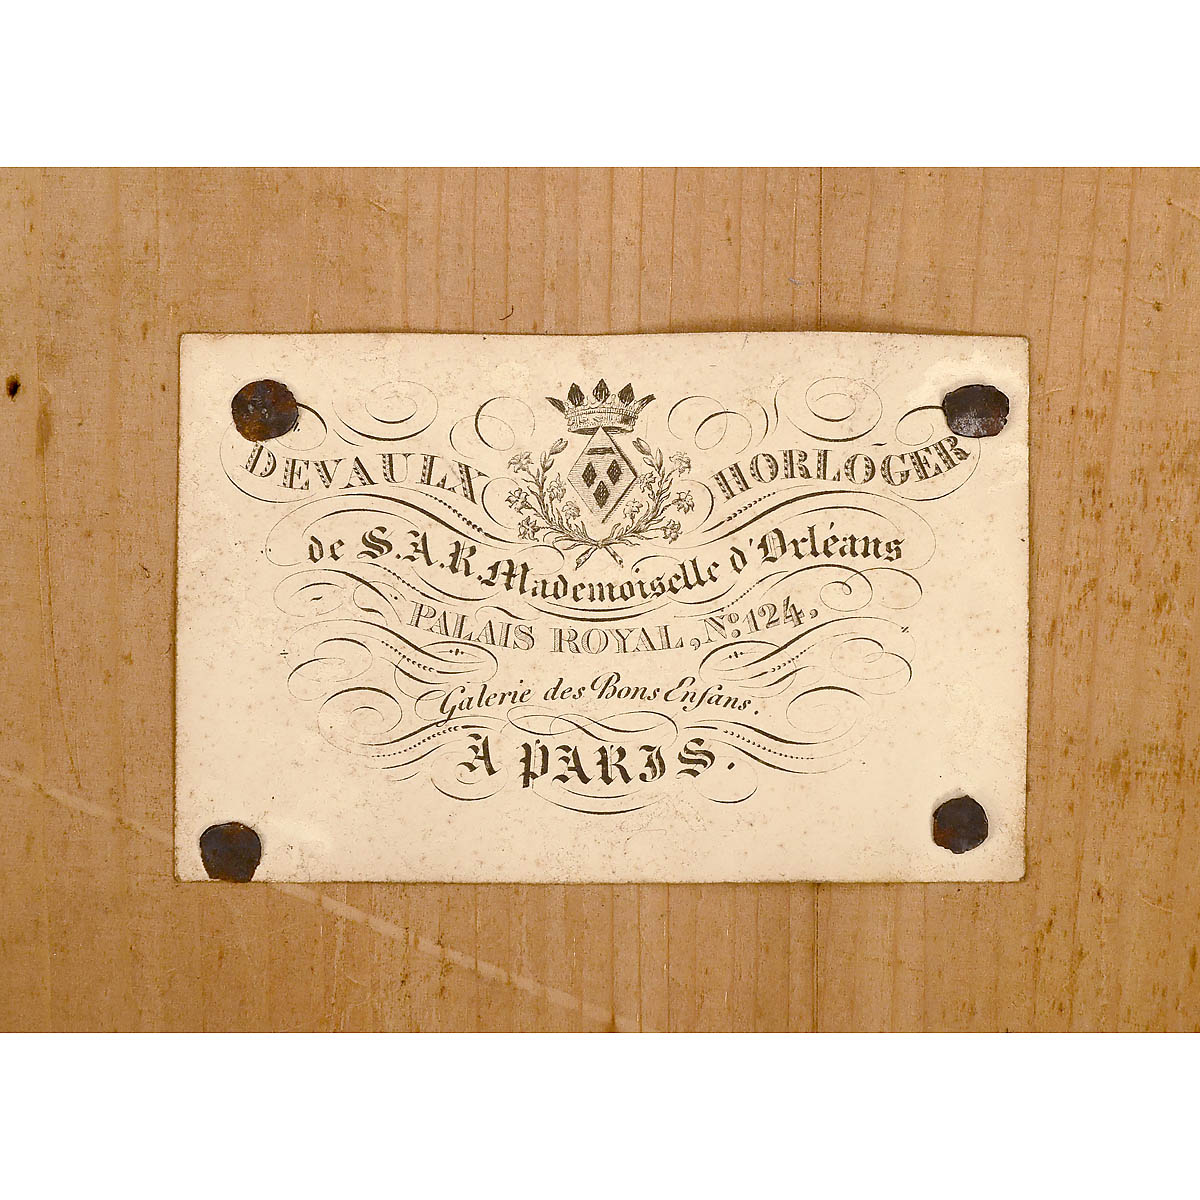 DEVAULX HORLOGER
de S.A.R. Mademoiselle d'Orléans
PALAIS ROYAL, No. 124,
Galerie des Bons Enfans.
A PARIS.